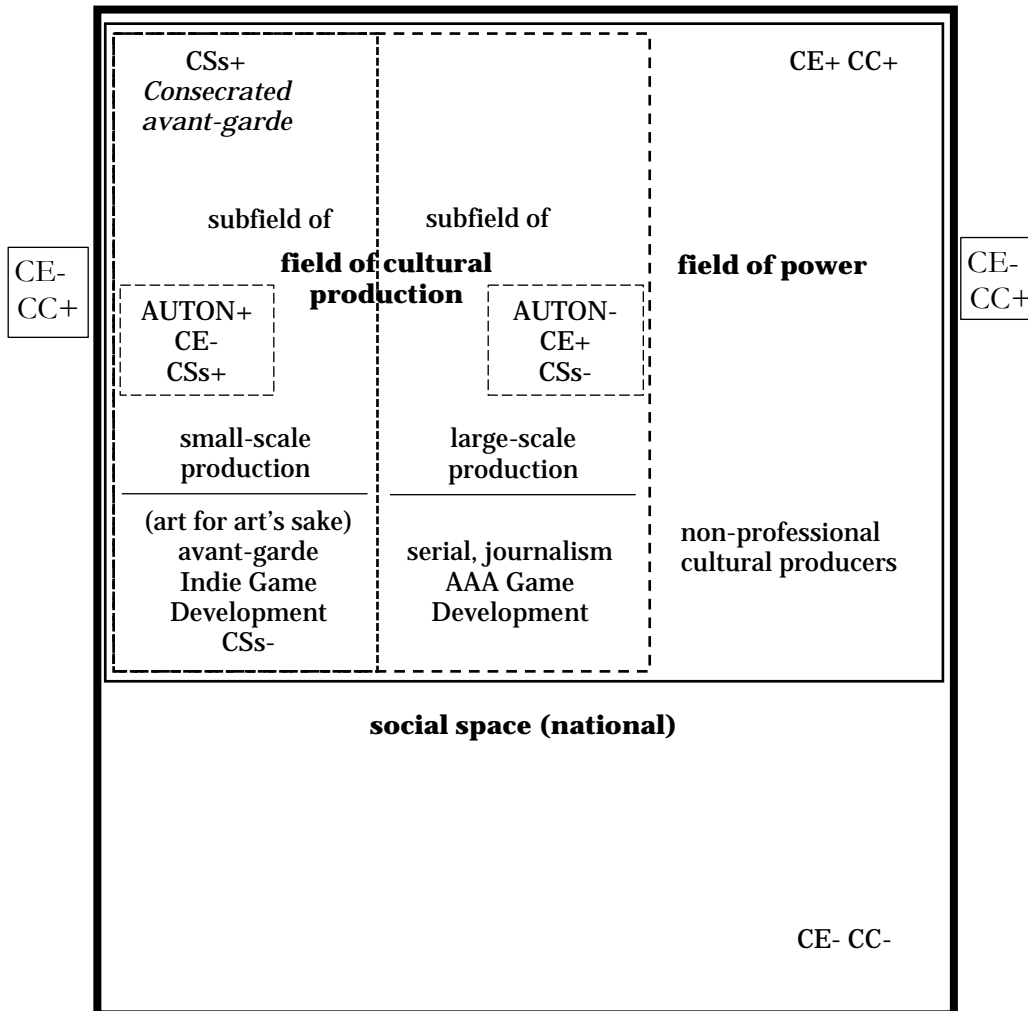 CSs+
Consecrated
avant-garde
CE+ CC+
subfield of
subfield of
field of cultural
production
field of power
CE-
CC+
CE-
CC+
AUTON+
CE-
CSs+
AUTON-
CE+
CSs-
small-scale
production
large-scale
production
(art for art's sake)
avant-garde
Indie Game
Development
CSs-
serial, journalism
AAA Game
Development
non-professional
cultural producers
social space (national)
CE- CC-